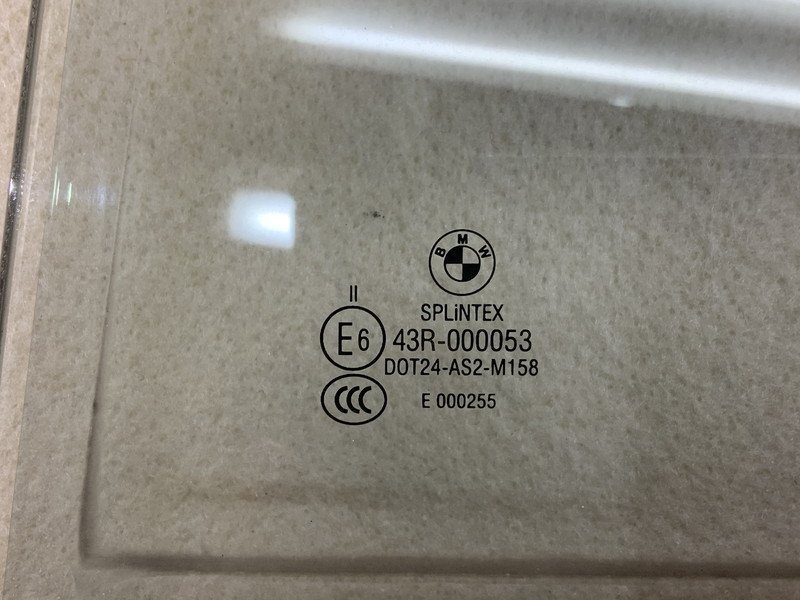 BMW
SPLiNTEX
II
E6 43R-000053
DOT24-AS2-M158
CCC E 000255